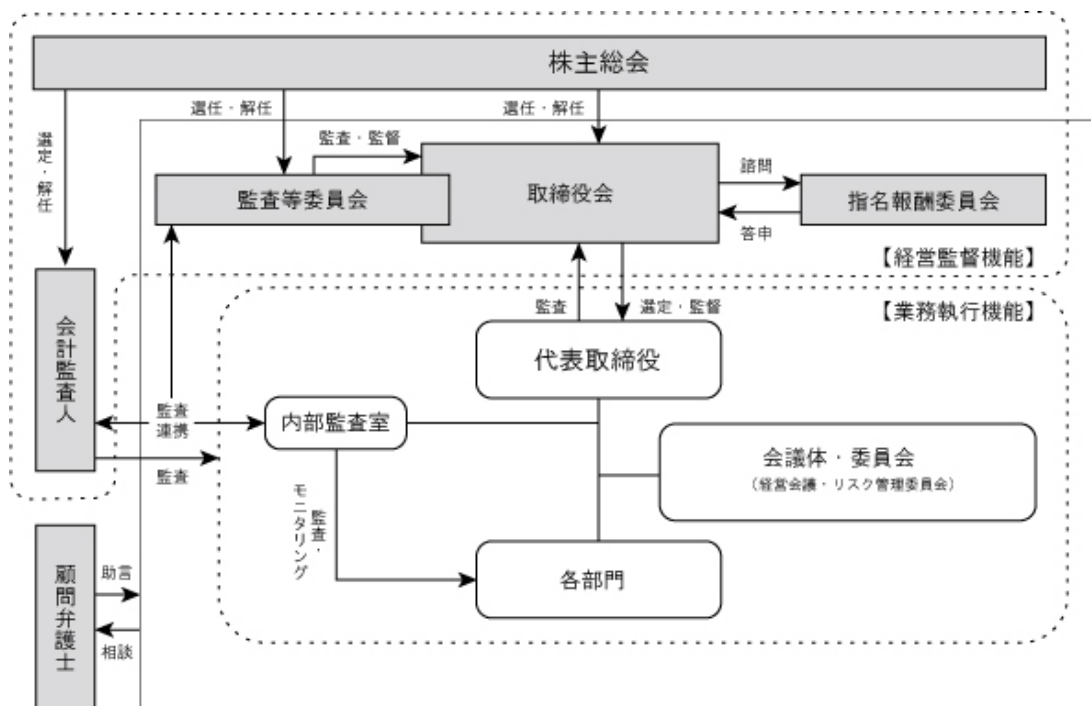 株主総会
選任・解任
選任・解任
選定・解任
監査・監督
監査等委員会
取締役会
諮問
答申
指名報酬委員会
【経営監督機能】
【業務執行機能】
監査
選定・監督
代表取締役
会計監査人
監査
連携
監査
内部監査室
会議体・委員会
（経営会議・リスク管理委員会）
監査・
モニタリング
各部門
顧問弁護士
助言
相談